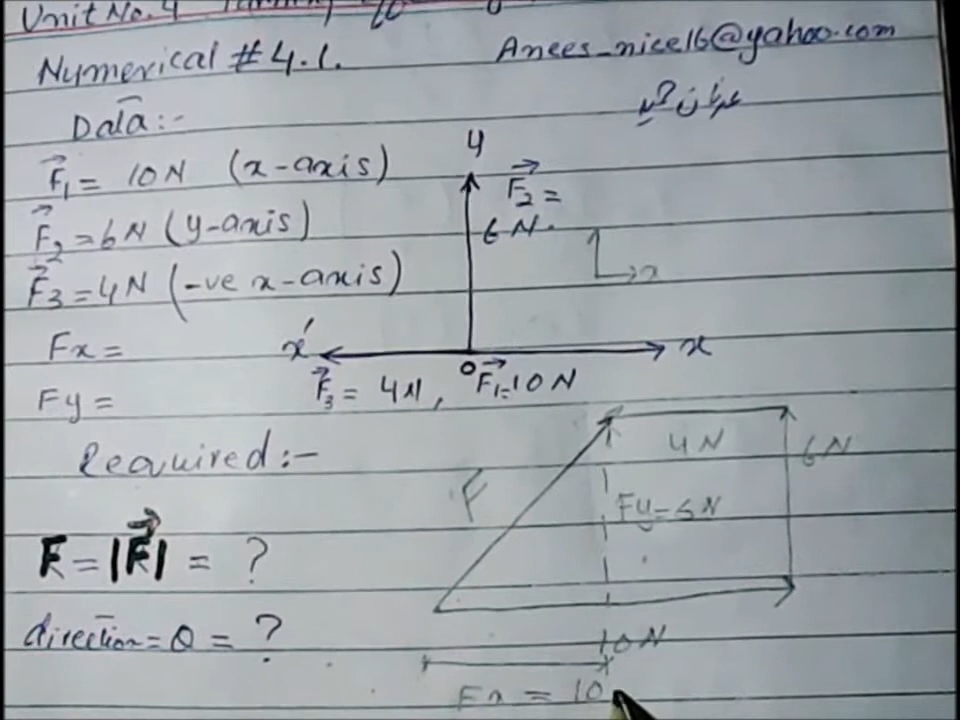 Unit No. 4 Turning
Numerical # 4.1.
Anees_nice16@yahoo.com
Data:-
F₁ = 10N (x-axis)
F₂ = 6N (y-axis)
F₃ = 4N (-ve x-axis)
Fx =
Fy =
Required:-
F = |F| = ?
direction = θ = ?
y
F₂ =
6N.
x
x' x
O
F₃ = 4N, F₁ = 10N
4N
6N
F
Fy = 6N
10N
Fx = 10